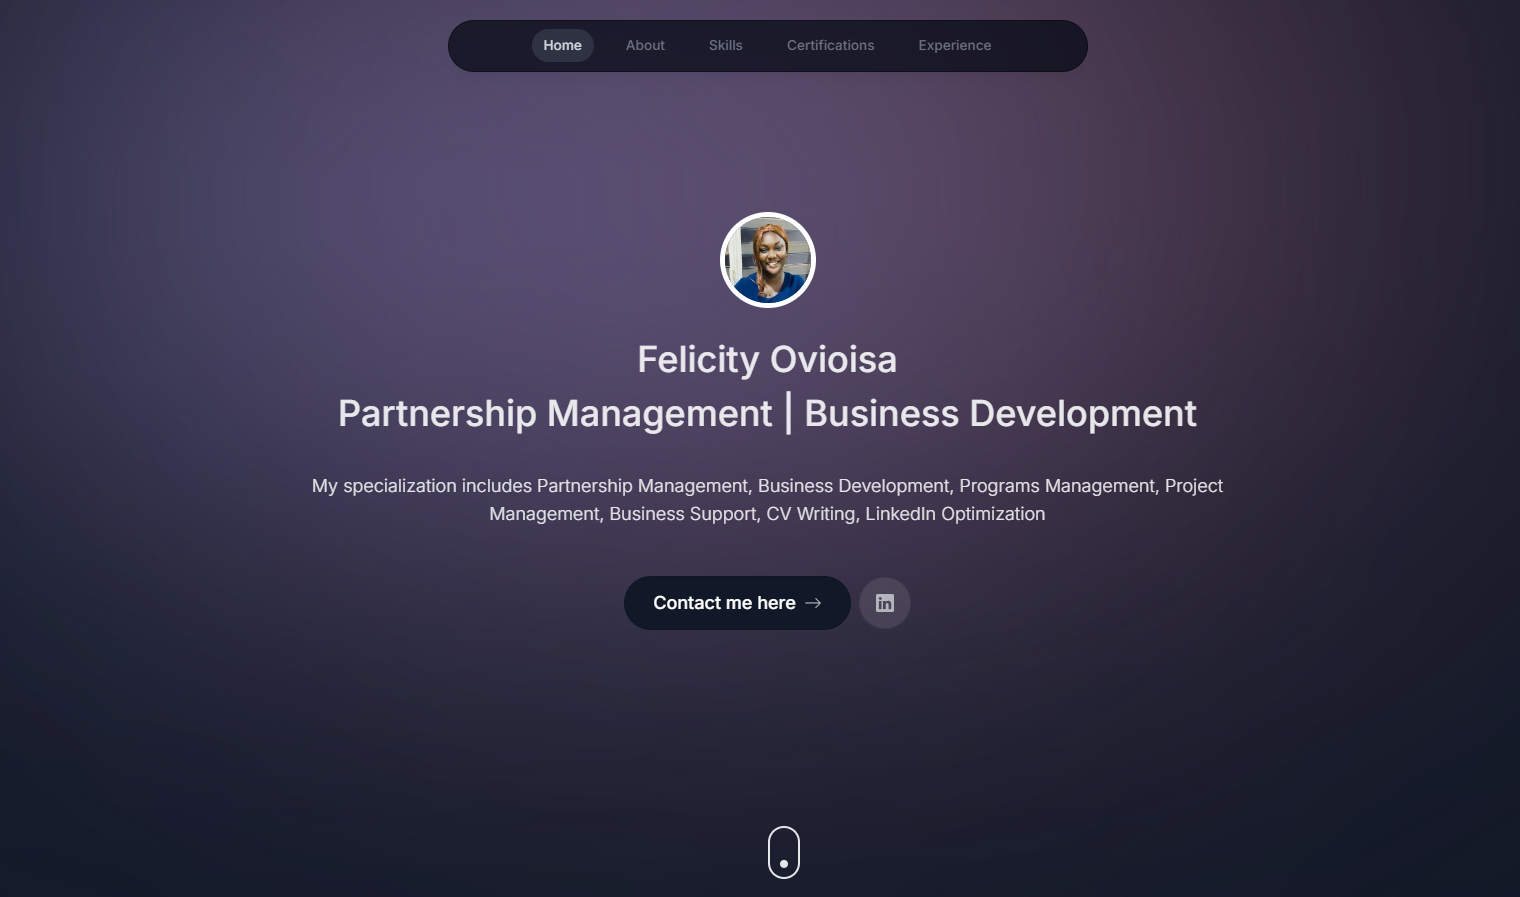 Home
About
Skills
Certifications
Experience
Felicity Ovioisa
Partnership Management | Business Development
My specialization includes Partnership Management, Business Development, Programs Management, Project
Management, Business Support, CV Writing, LinkedIn Optimization
Contact me here
in